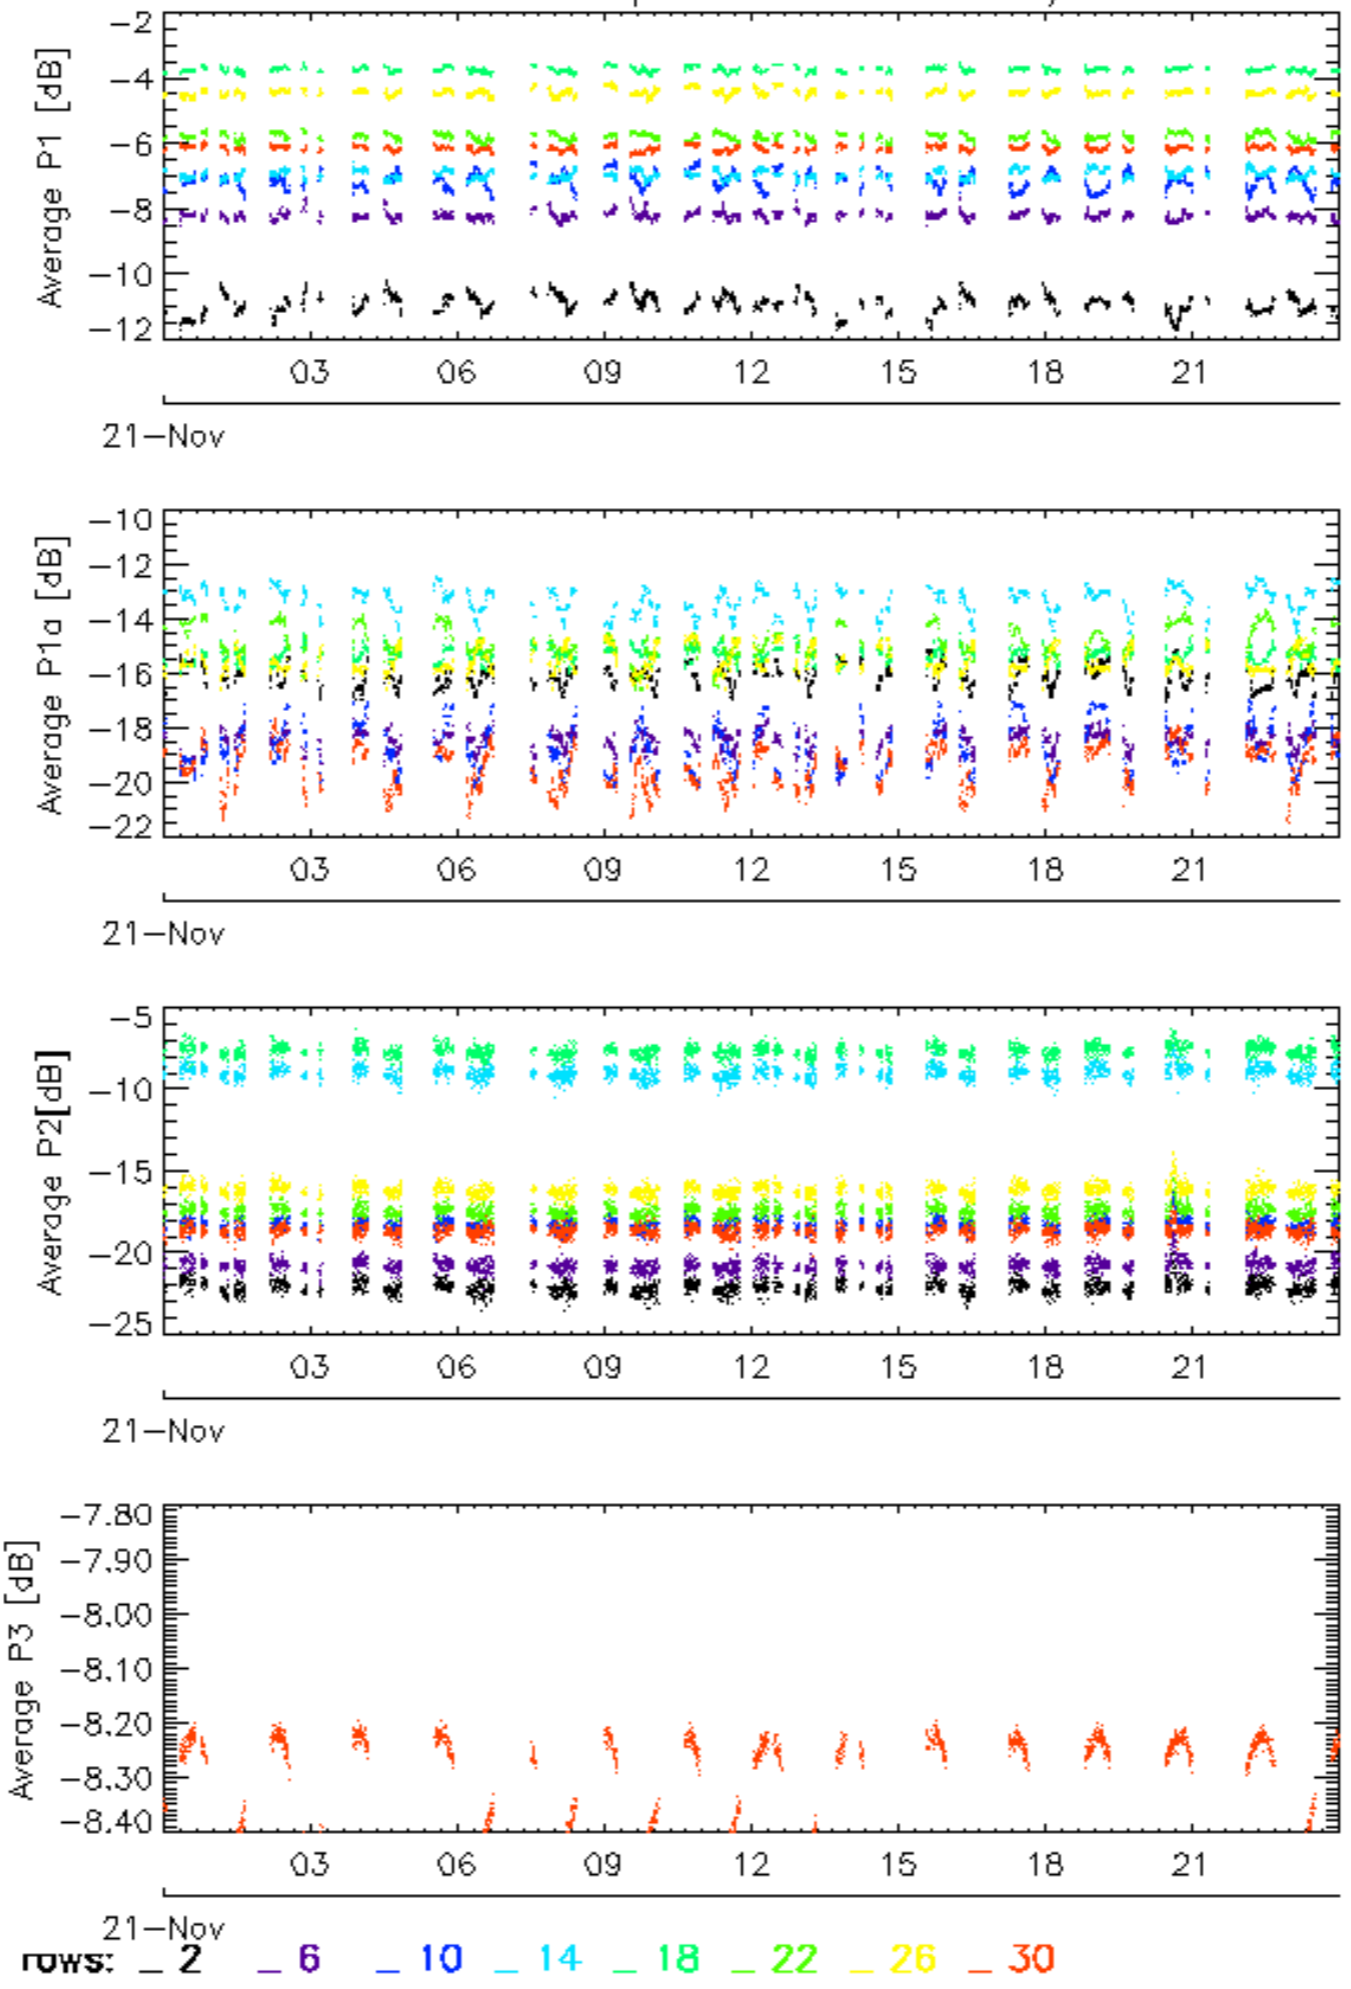 Average P1 [dB]
-2
-4
-6
-8
-10
-12
03 06 09 12 15 18 21
21-Nov
Average P1a [dB]
-10
-12
-14
-16
-18
-20
-22
03 06 09 12 15 18 21
21-Nov
Average P2[dB]
-5
-10
-15
-20
-25
03 06 09 12 15 18 21
21-Nov
Average P3 [dB]
-7.80
-7.90
-8.00
-8.10
-8.20
-8.30
-8.40
03 06 09 12 15 18 21
21-Nov
rows: _ 2 _ 6 _ 10 _ 14 _ 18 _ 22 _ 26 _ 30